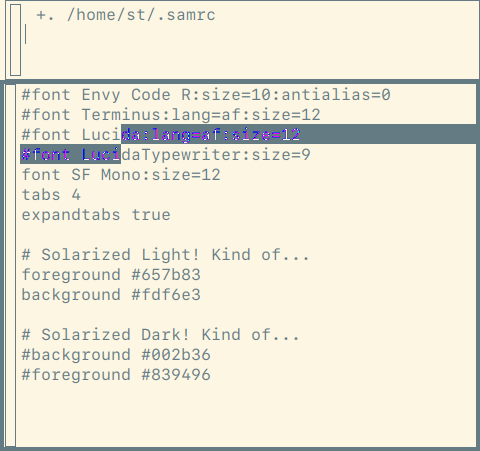 +. /home/st/.samrc
#font Envy Code R:size=10:antialias=0
#font Terminus:lang=af:size=12
#font Lucida:lang=af:size=12
#font LucidaTypewriter:size=9
font SF Mono:size=12
tabs 4
expandtabs true
# Solarized Light! Kind of...
foreground #657b83
background #fdf6e3
# Solarized Dark! Kind of...
#background #002b36
#foreground #839496